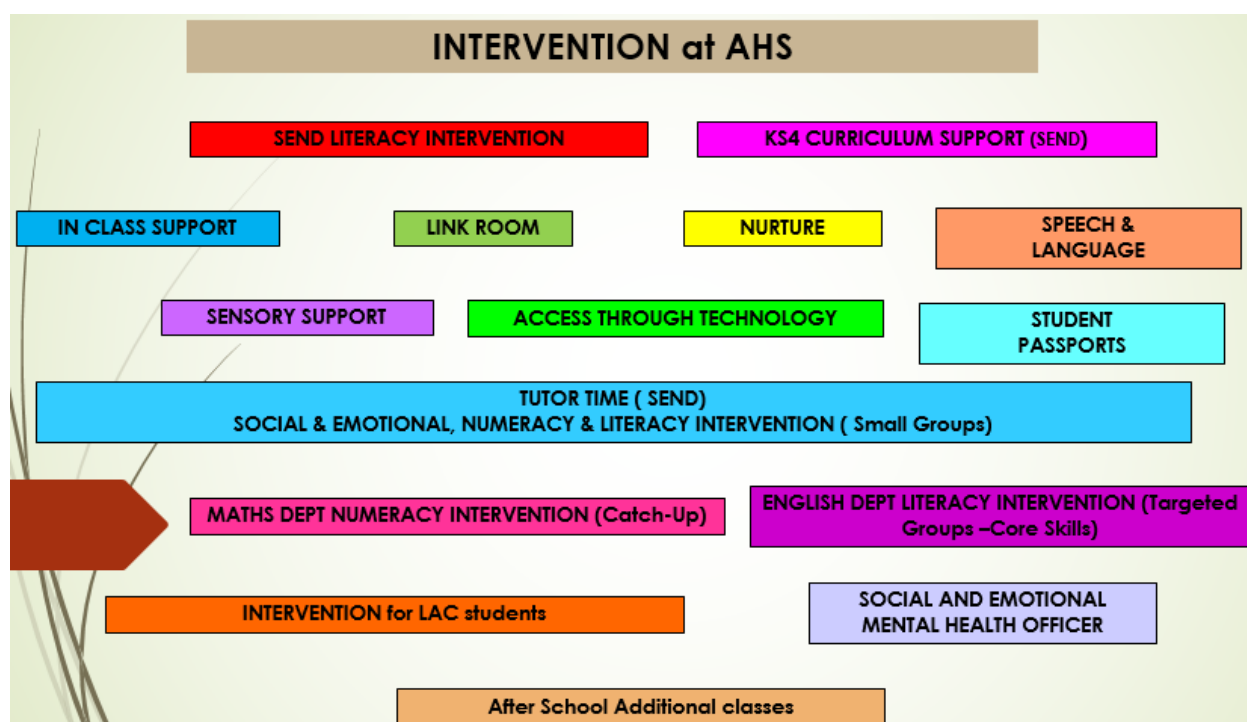 INTERVENTION at AHS
SEND LITERACY INTERVENTION
KS4 CURRICULUM SUPPORT (SEND)
IN CLASS SUPPORT
LINK ROOM
NURTURE
SPEECH &
LANGUAGE
SENSORY SUPPORT
ACCESS THROUGH TECHNOLOGY
STUDENT
PASSPORTS
TUTOR TIME ( SEND)
SOCIAL & EMOTIONAL, NUMERACY & LITERACY INTERVENTION ( Small Groups)
MATHS DEPT NUMERACY INTERVENTION (Catch-Up)
ENGLISH DEPT LITERACY INTERVENTION (Targeted
Groups –Core Skills)
INTERVENTION for LAC students
SOCIAL AND EMOTIONAL
MENTAL HEALTH OFFICER
After School Additional classes